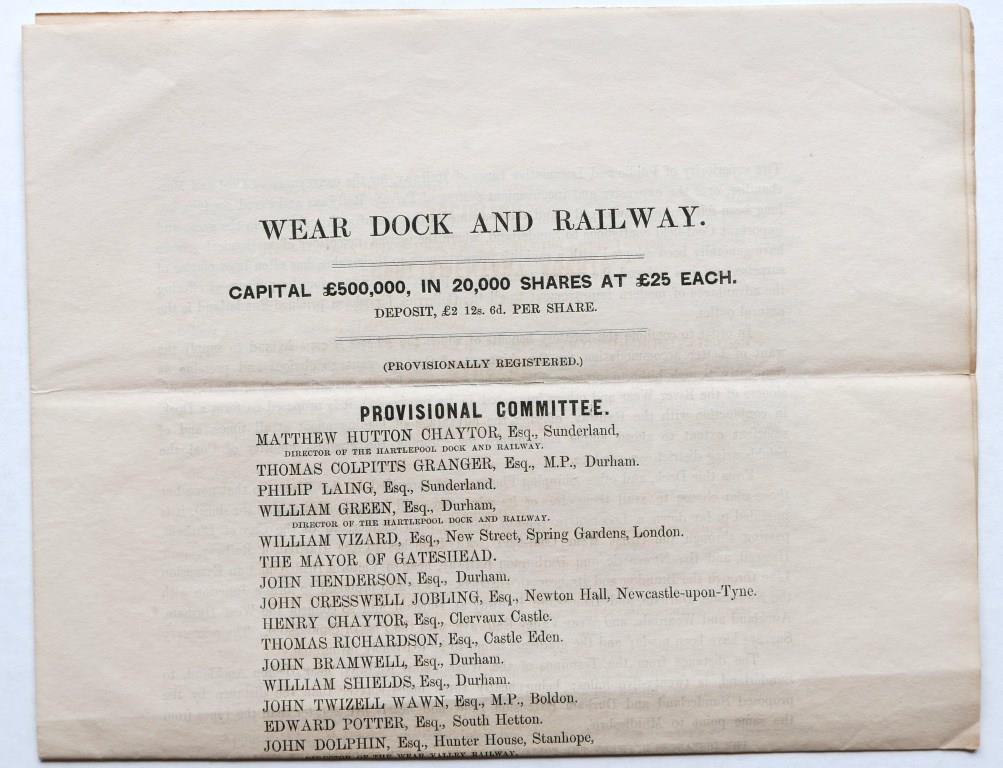 WEAR DOCK AND RAILWAY.
CAPITAL £500,000, IN 20,000 SHARES AT £25 EACH.
DEPOSIT, £2 12s. 6d. PER SHARE.
(PROVISIONALLY REGISTERED.)
PROVISIONAL COMMITTEE.
MATTHEW HUTTON CHAYTOR, Esq., Sunderland,
DIRECTOR OF THE HARTLEPOOL DOCK AND RAILWAY.
THOMAS COLPITTS GRANGER, Esq., M.P., Durham.
PHILIP LAING, Esq., Sunderland.
WILLIAM GREEN, Esq., Durham,
DIRECTOR OF THE HARTLEPOOL DOCK AND RAILWAY.
WILLIAM VIZARD, Esq., New Street, Spring Gardens, London.
THE MAYOR OF GATESHEAD.
JOHN HENDERSON, Esq., Durham.
JOHN CRESSWELL JOBLING, Esq., Newton Hall, Newcastle-upon-Tyne.
HENRY CHAYTOR, Esq., Clervaux Castle.
THOMAS RICHARDSON, Esq., Castle Eden.
JOHN BRAMWELL, Esq., Durham.
WILLIAM SHIELDS, Esq., Durham.
JOHN TWIZELL WAWN, Esq., M.P., Boldon.
EDWARD POTTER, Esq., South Hetton.
JOHN DOLPHIN, Esq., Hunter House, Stanhope,
DIRECTOR OF THE WEAR VALLEY RAILWAY.